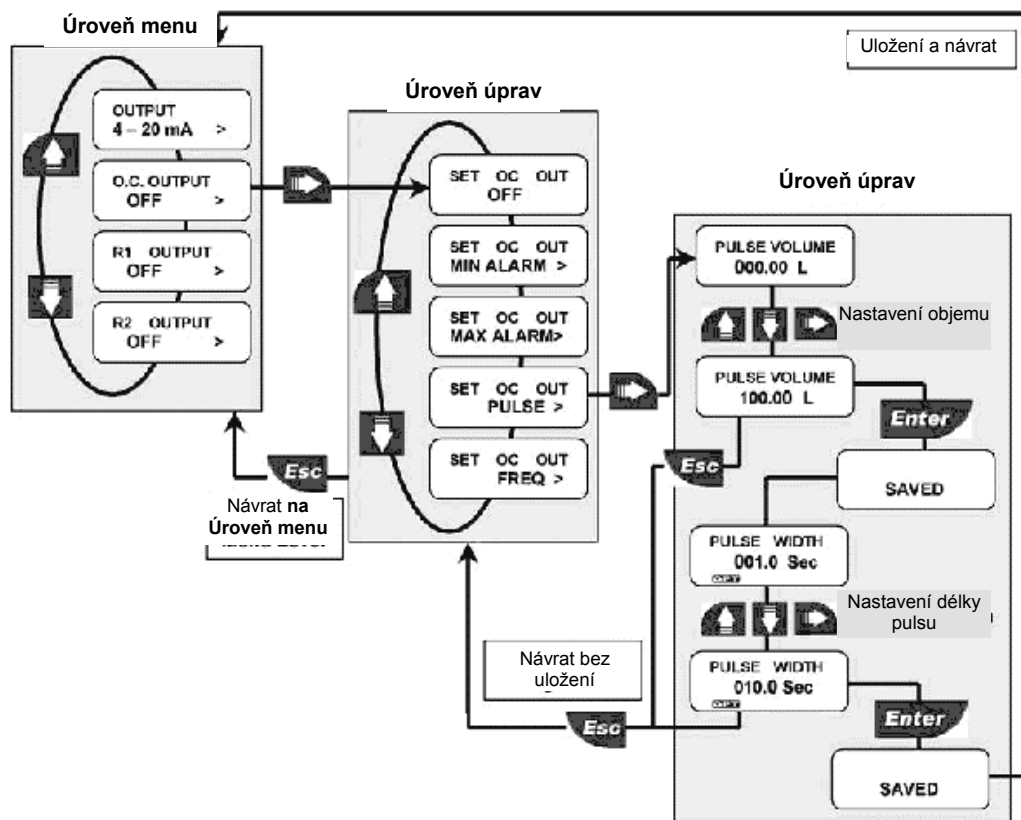 Úroveň menu
Uložení a návrat
OUTPUT
4 – 20 mA >
O.C. OUTPUT
OFF >
R1 OUTPUT
OFF >
R2 OUTPUT
OFF >
Esc
Návrat na
Úroveň menu
Úroveň úprav
SET OC OUT
OFF
SET OC OUT
MIN ALARM >
SET OC OUT
MAX ALARM>
SET OC OUT
PULSE >
SET OC OUT
FREQ >
Návrat bez
uložení
Esc
Úroveň úprav
PULSE VOLUME
000.00 L
Nastavení objemu
PULSE VOLUME
100.00 L
Enter
Esc
SAVED
PULSE WIDTH
001.0 Sec
OPT
Nastavení délky
pulsu
PULSE WIDTH
010.0 Sec
OPT
Enter
SAVED